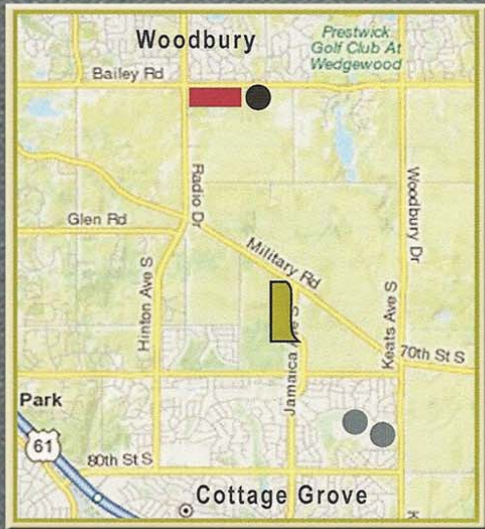 Woodbury
Prestwick
Golf Club At
Wedgewood
Bailey Rd
Radio Dr
Woodbury Dr
Glen Rd
Military Rd
Hinton Ave S
Keats Ave S
70th St S
Jamaica
Park
61
80th St S
Cottage Grove